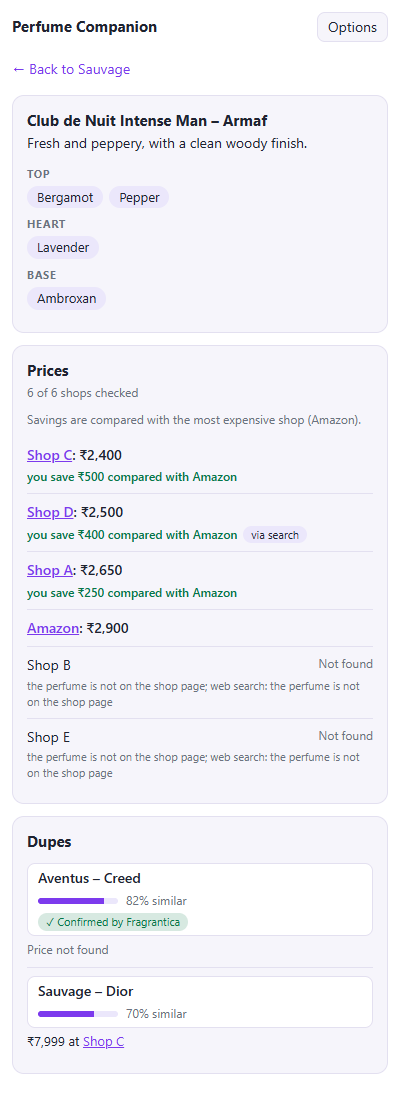 Perfume Companion
Options
← Back to Sauvage
Club de Nuit Intense Man – Armaf
Fresh and peppery, with a clean woody finish.
TOP
Bergamot Pepper
HEART
Lavender
BASE
Ambroxan
Prices
6 of 6 shops checked
Savings are compared with the most expensive shop (Amazon).
Shop C: ₹2,400
you save ₹500 compared with Amazon
Shop D: ₹2,500
you save ₹400 compared with Amazon via search
Shop A: ₹2,650
you save ₹250 compared with Amazon
Amazon: ₹2,900
Shop B Not found
the perfume is not on the shop page; web search: the perfume is not
on the shop page
Shop E Not found
the perfume is not on the shop page; web search: the perfume is not
on the shop page
Dupes
Aventus – Creed
82% similar
✓ Confirmed by Fragrantica
Price not found
Sauvage – Dior
70% similar
₹7,999 at Shop C